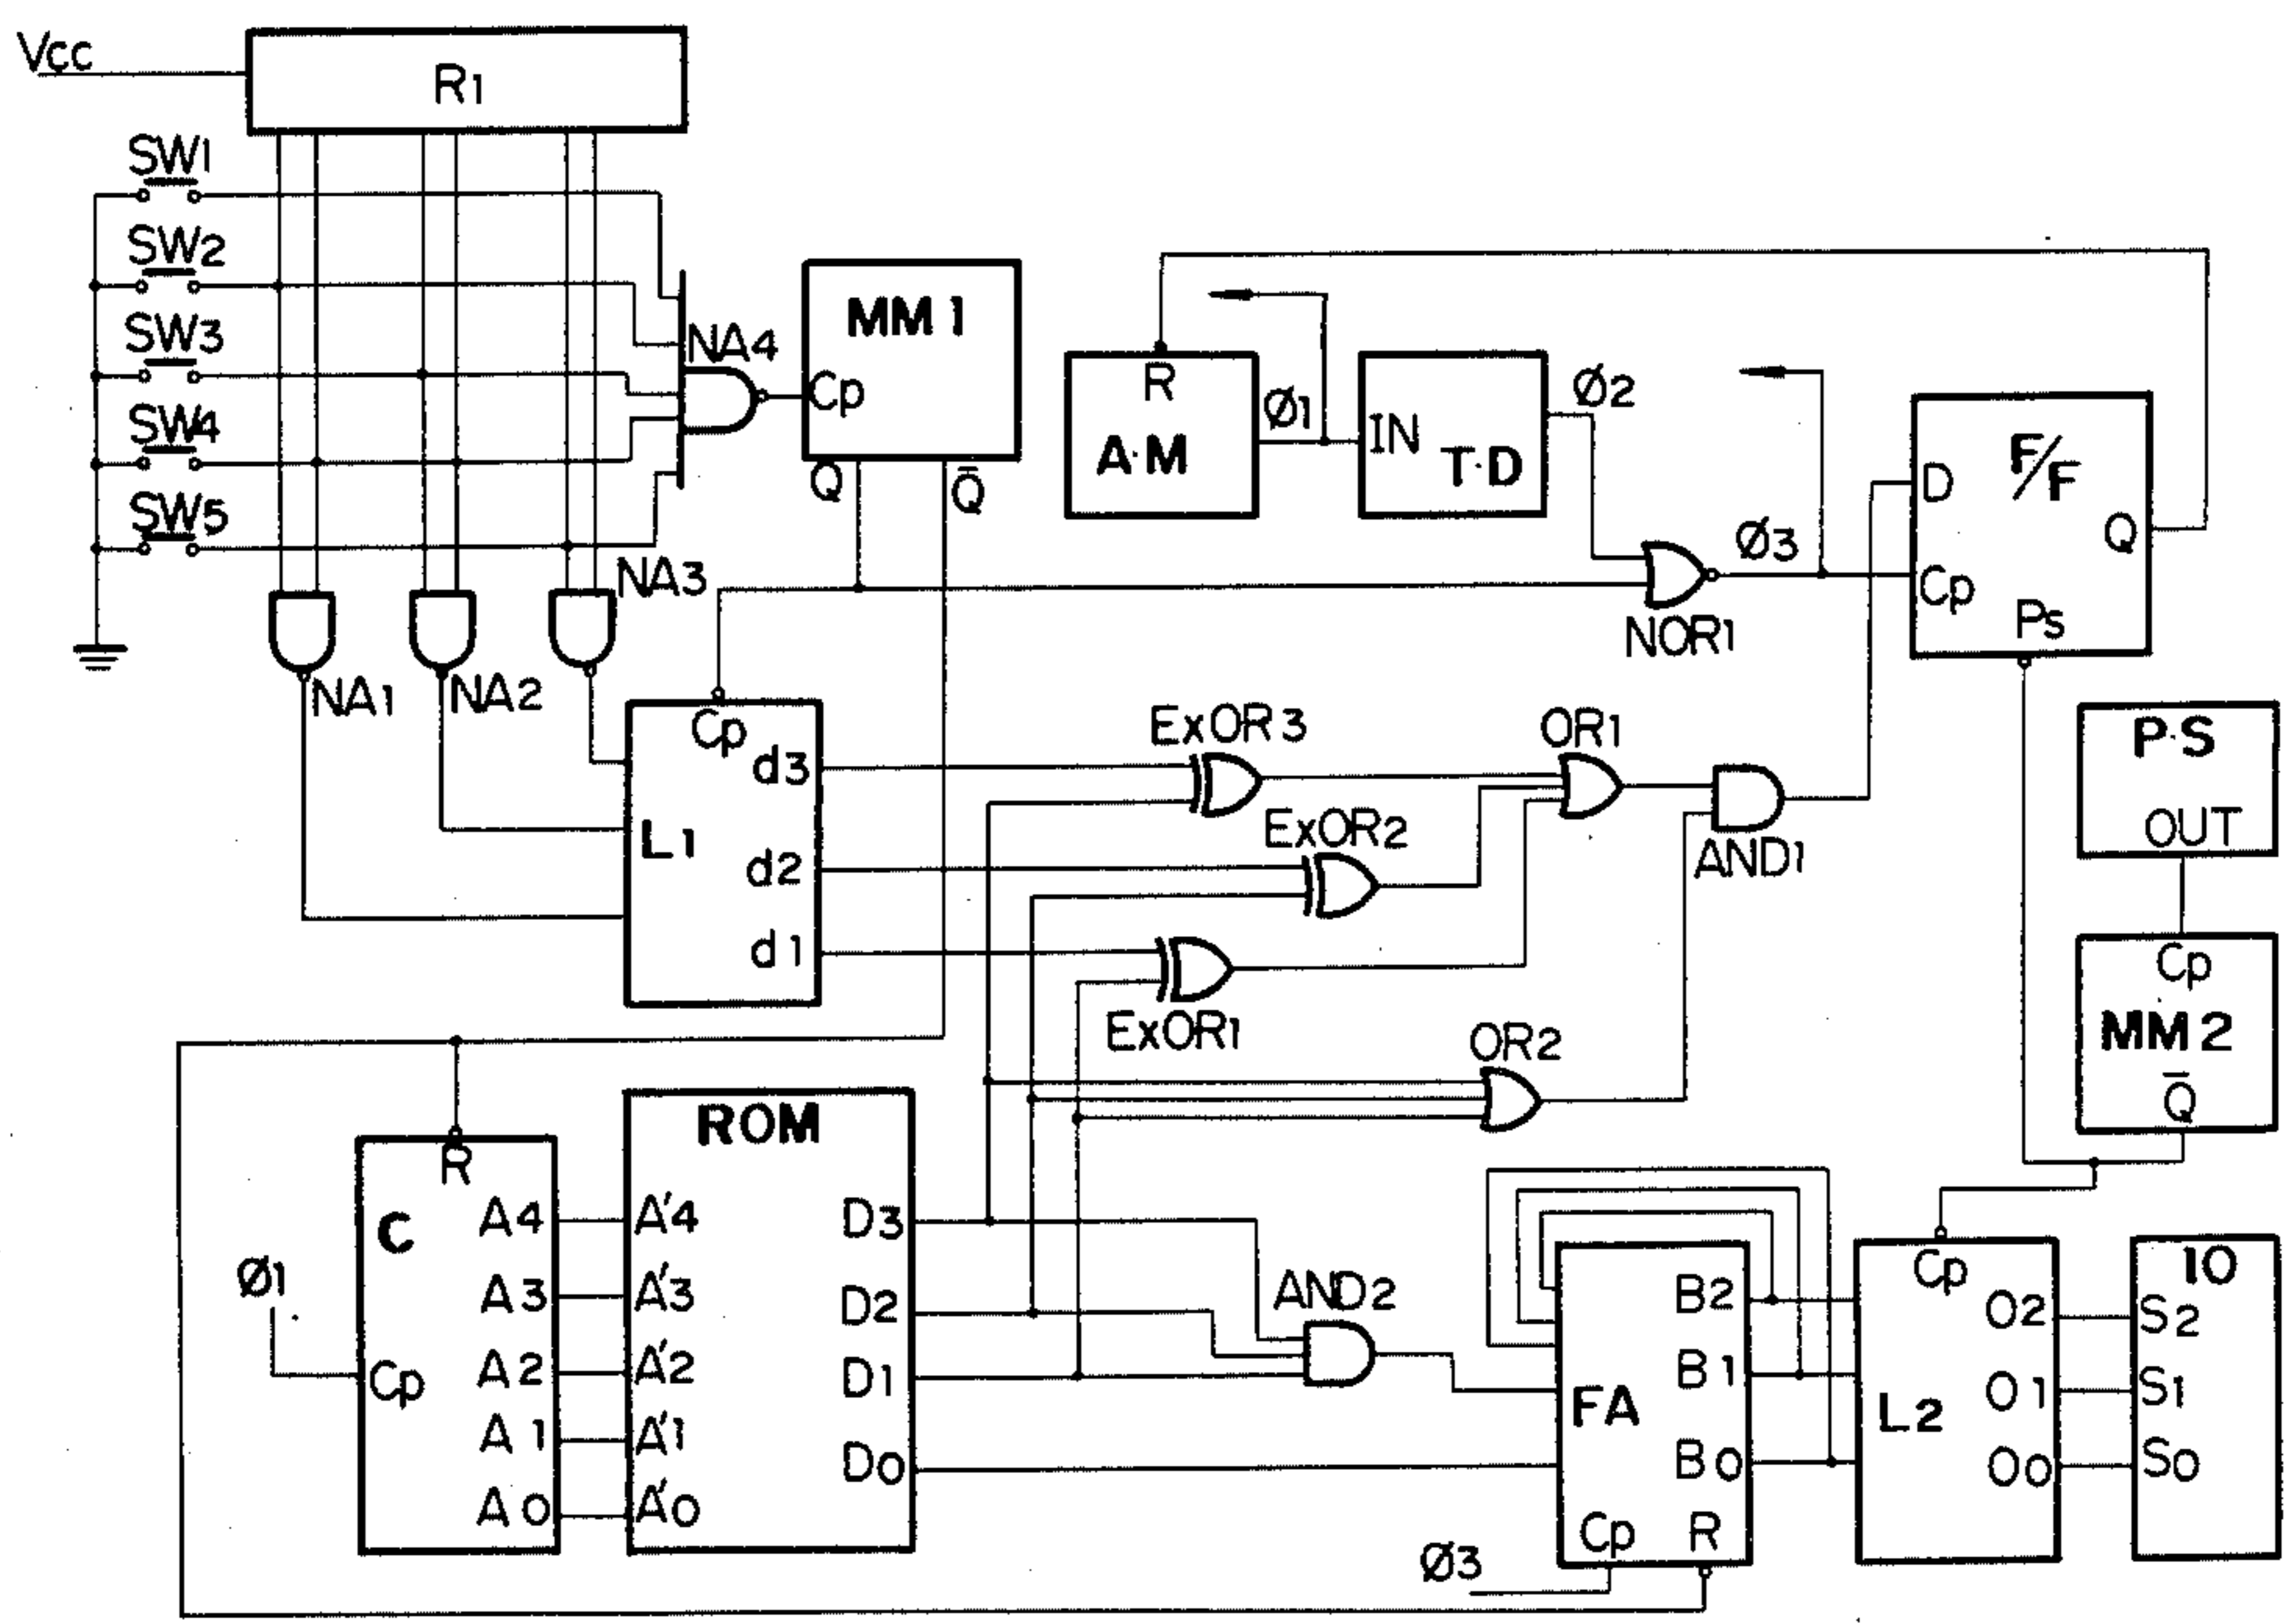 Vcc
R1
SW1
SW2
SW3
SW4
SW5
NA4
MM1
Cp
Q
Q̅
NA1
NA2
NA3
R
A·M
Ø1
IN
T·D
Ø2
NOR1
Ø3
F/F
D
Q
Cp
Ps
L1
Cp
d3
d2
d1
ExOR3
ExOR2
ExOR1
OR1
AND1
OR2
P·S
OUT
Cp
MM2
Q̅
Ø1
C
R
Cp
A4
A3
A2
A1
A0
ROM
A'4
A'3
A'2
A'1
A'0
D3
D2
D1
D0
AND2
FA
B2
B1
B0
Cp
R
Ø3
L2
Cp
O2
O1
O0
10
S2
S1
S0